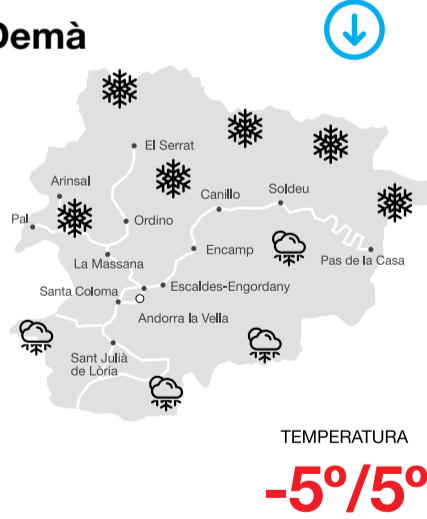 Demà
El Serrat
Arinsal
Canillo
Soldeu
Pal
Ordino
Encamp
La Massana
Pas de la Casa
Santa Coloma
Escaldes-Engordany
Andorra la Vella
Sant Julià
de Lòria
TEMPERATURA
-5º/5º